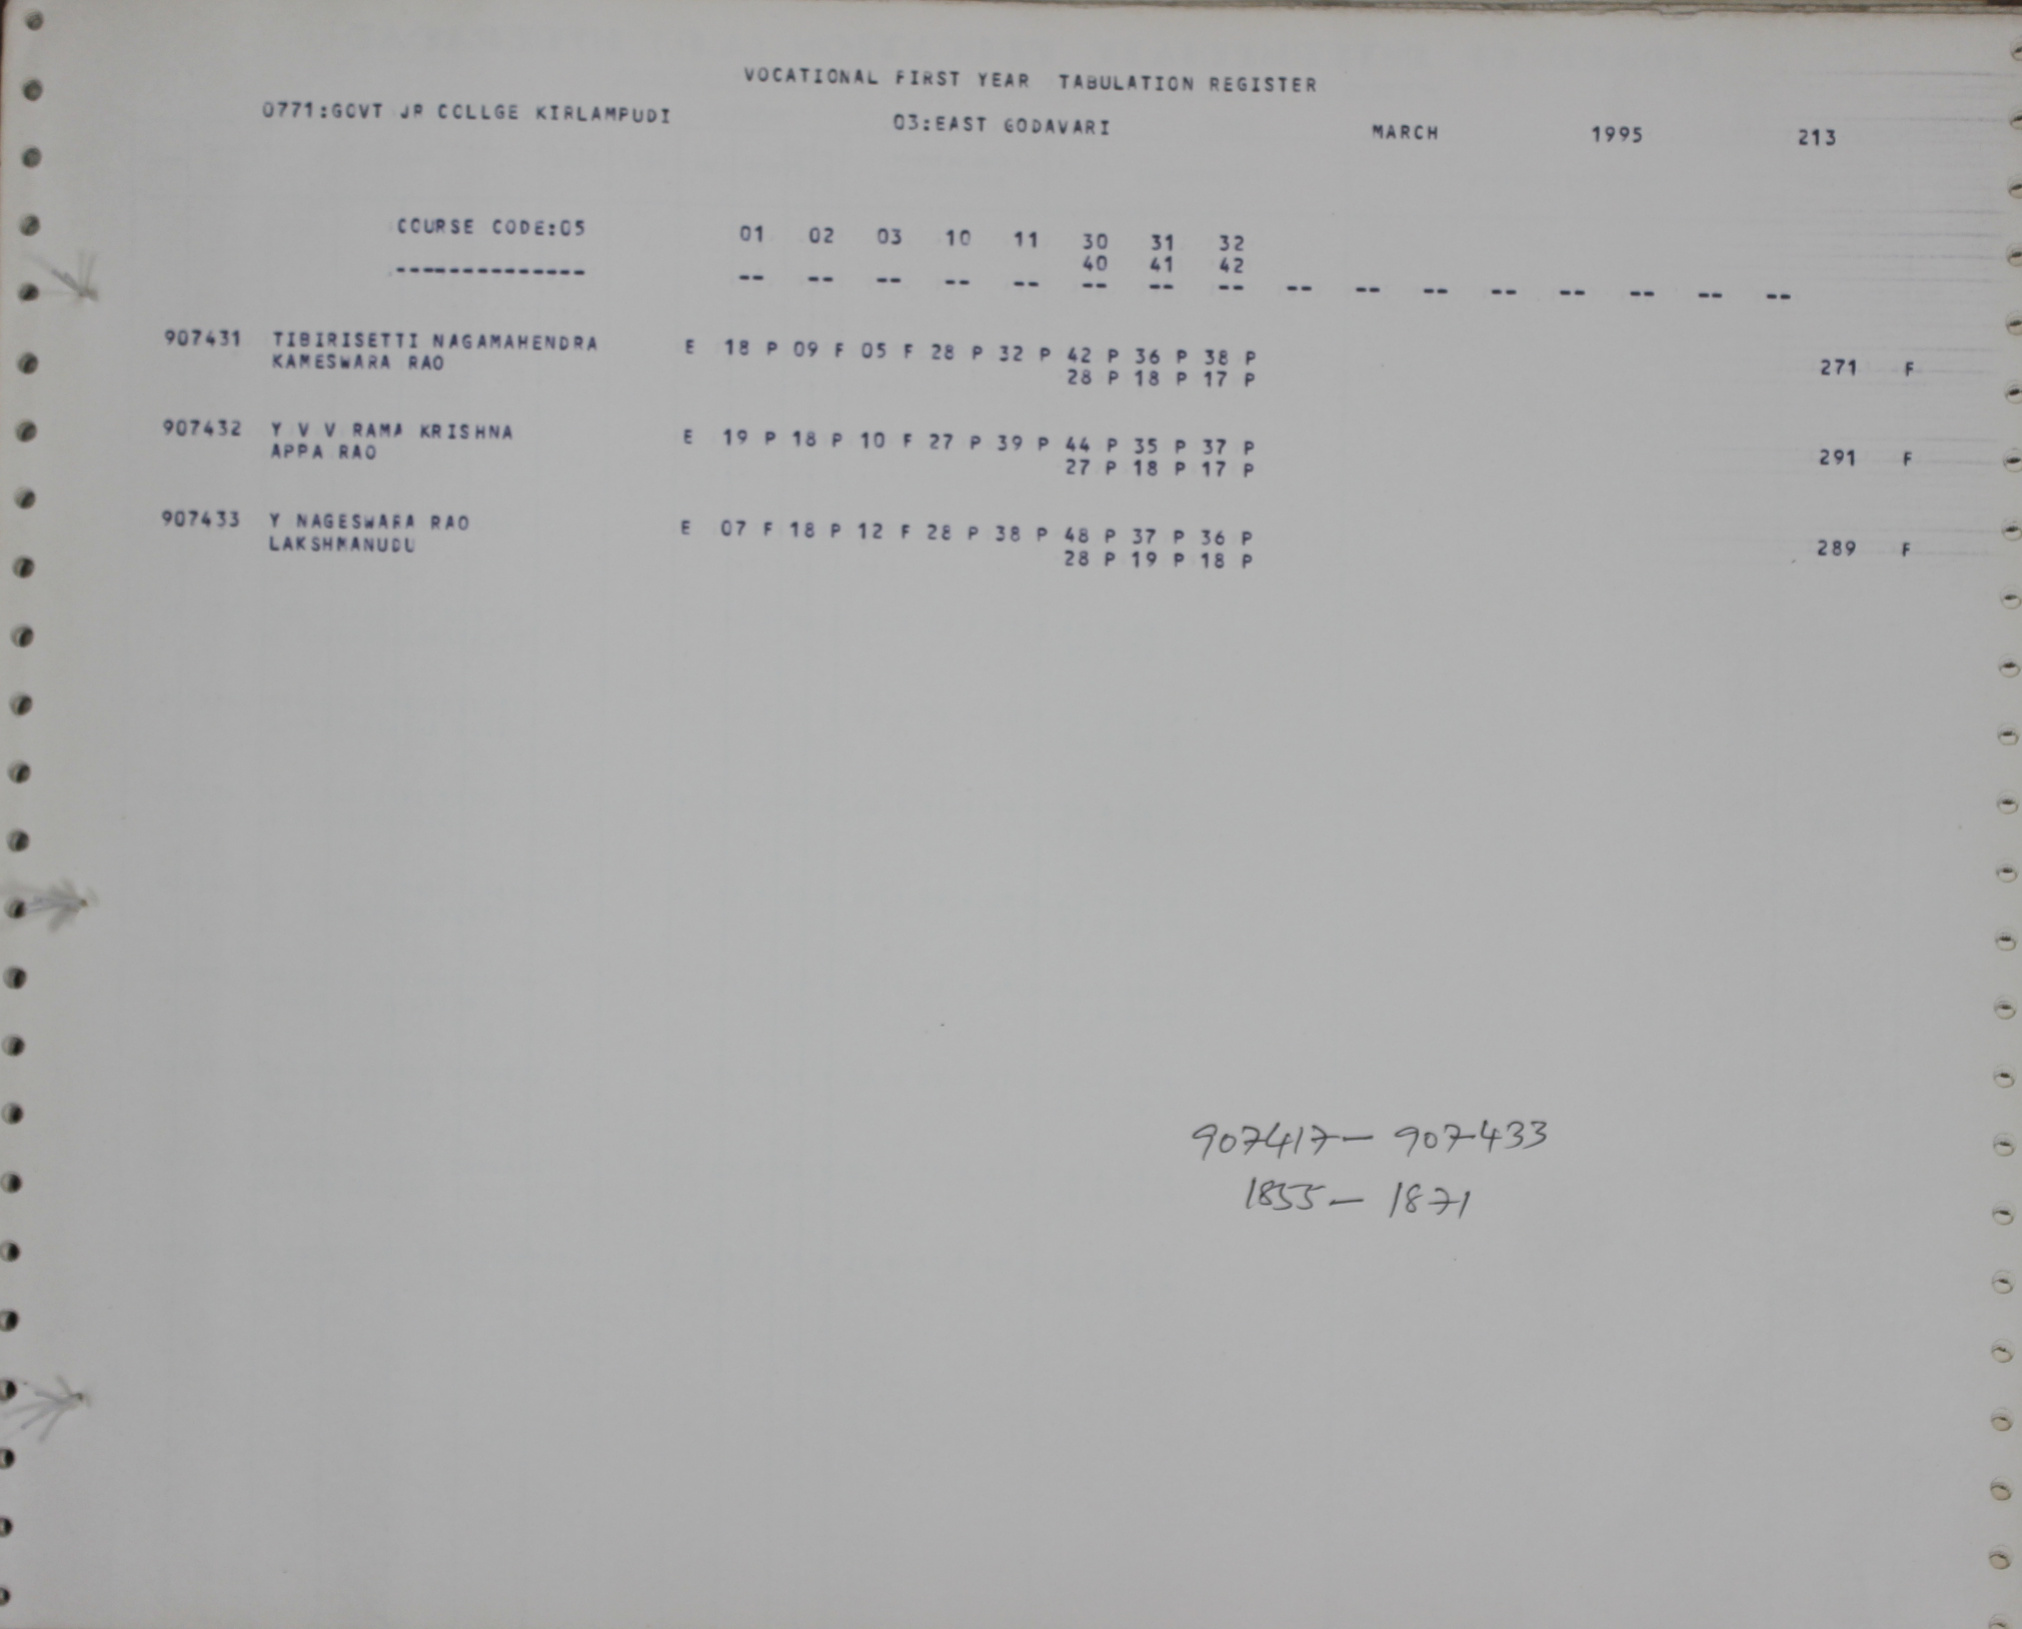 VOCATIONAL FIRST YEAR TABULATION REGISTER
0771:GOVT JR COLLGE KIRLAMPUDI 03:EAST GODAVARI MARCH 1995 213
COURSE CODE:05 01 02 03 10 11 30 31 32
40 41 42
-------------- -- -- -- -- -- -- -- -- -- -- -- -- -- -- -- --
907431 TIBIRISETTI NAGAMAHENDRA E 18 P 09 F 05 F 28 P 32 P 42 P 36 P 38 P
KAMESWARA RAO 28 P 18 P 17 P 271 F
907432 Y V V RAMA KRISHNA E 19 P 18 P 10 F 27 P 39 P 44 P 35 P 37 P
APPA RAO 27 P 18 P 17 P 291 F
907433 Y NAGESWARA RAO E 07 F 18 P 12 F 28 P 38 P 48 P 37 P 36 P
LAKSHMANUDU 28 P 19 P 18 P 289 F
907417 - 907433
1855 - 1871